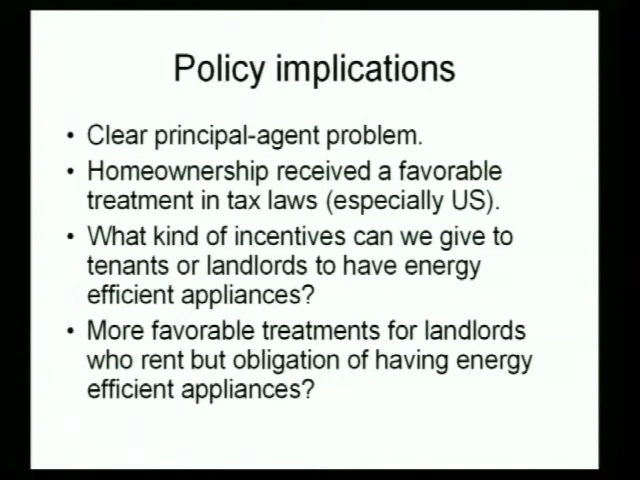 Policy implications
• Clear principal-agent problem.
• Homeownership received a favorable
treatment in tax laws (especially US).
• What kind of incentives can we give to
tenants or landlords to have energy
efficient appliances?
• More favorable treatments for landlords
who rent but obligation of having energy
efficient appliances?